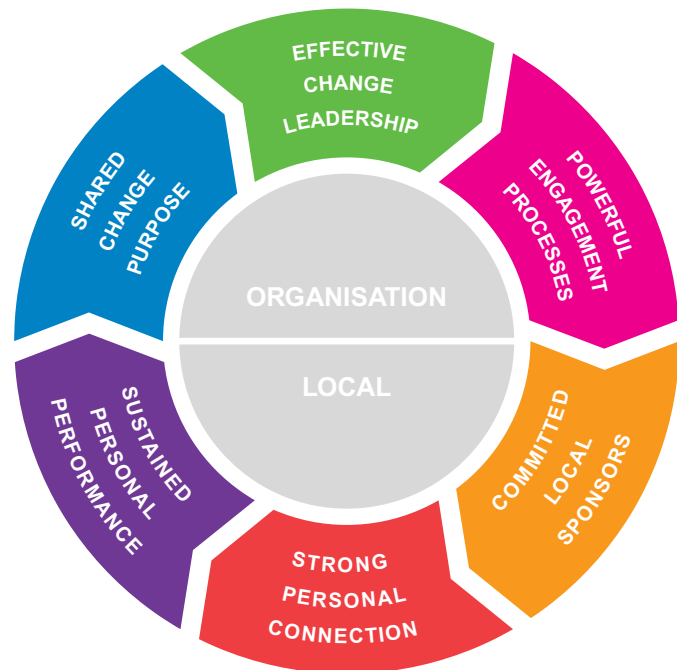 EFFECTIVE
CHANGE
LEADERSHIP
POWERFUL
ENGAGEMENT
PROCESSES
COMMITTED
LOCAL
SPONSORS
STRONG
PERSONAL
CONNECTION
SUSTAINED
PERSONAL
PERFORMANCE
SHARED
CHANGE
PURPOSE
ORGANISATION
LOCAL